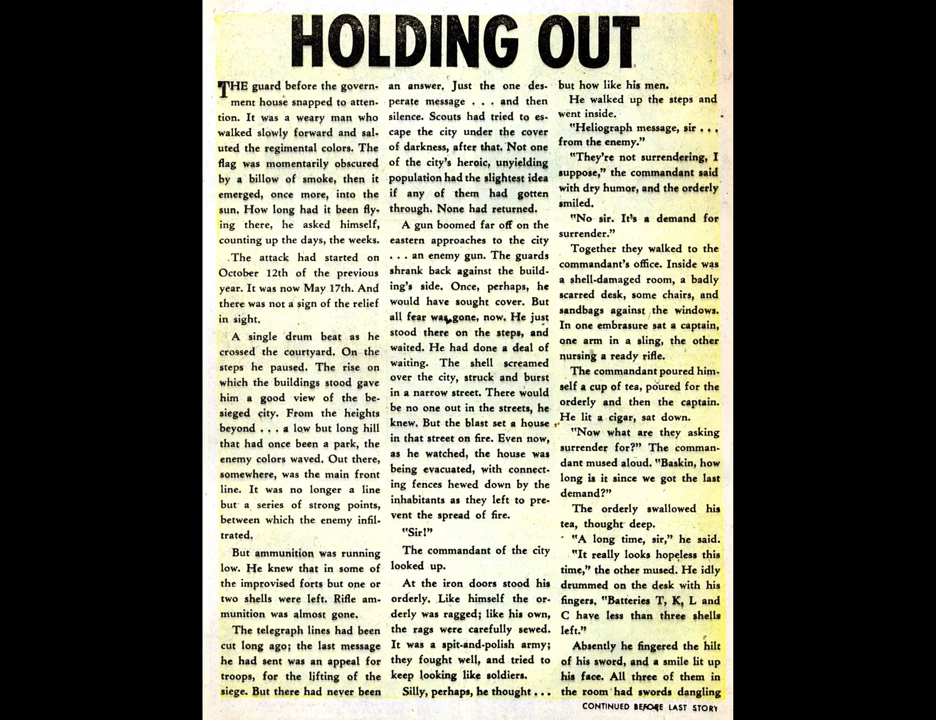 HOLDING OUT
THE guard before the govern-
ment house snapped to atten-
tion. It was a weary man who
walked slowly forward and sal-
uted the regimental colors. The
flag was momentarily obscured
by a billow of smoke, then it
emerged, once more, into the
sun. How long had it been fly-
ing there, he asked himself,
counting up the days, the weeks.
The attack had started on
October 12th of the previous
year. It was now May 17th. And
there was not a sign of the relief
in sight.
A single drum beat as he
crossed the courtyard. On the
steps he paused. The rise on
which the buildings stood gave
him a good view of the be-
sieged city. From the heights
beyond . . . a low but long hill
that had once been a park, the
enemy colors waved. Out there,
somewhere, was the main front
line. It was no longer a line
but a series of strong points,
between which the enemy infil-
trated.
But ammunition was running
low. He knew that in some of
the improvised forts but one or
two shells were left. Rifle am-
munition was almost gone.
The telegraph lines had been
cut long ago; the last message
he had sent was an appeal for
troops, for the lifting of the
siege. But there had never been
an answer. Just the one des-
perate message . . . and then
silence. Scouts had tried to es-
cape the city under the cover
of darkness, after that. Not one
of the city's heroic, unyielding
population had the slightest idea
if any of them had gotten
through. None had returned.
A gun boomed far off on the
eastern approaches to the city
. . . an enemy gun. The guards
shrank back against the build-
ing's side. Once, perhaps, he
would have sought cover. But
all fear was gone, now. He just
stood there on the steps, and
waited. He had done a deal of
waiting. The shell screamed
over the city, struck and burst
in a narrow street. There would
be no one out in the streets, he
knew. But the blast set a house
in that street on fire. Even now,
as he watched, the house was
being evacuated, with connect-
ing fences hewed down by the
inhabitants as they left to pre-
vent the spread of fire.
"Sir!"
The commandant of the city
looked up.
At the iron doors stood his
orderly. Like himself the or-
derly was ragged; like his own,
the rags were carefully sewed.
It was a spit-and-polish army;
they fought well, and tried to
keep looking like soldiers.
Silly, perhaps, he thought . . .
but how like his men.
He walked up the steps and
went inside.
"Heliograph message, sir . . .
from the enemy."
"They're not surrendering, I
suppose," the commandant said
with dry humor, and the orderly
smiled.
"No sir. It's a demand for
surrender."
Together they walked to the
commandant's office. Inside was
a shell-damaged room, a badly
scarred desk, some chairs, and
sandbags against the windows.
In one embrasure sat a captain,
one arm in a sling, the other
nursing a ready rifle.
The commandant poured him-
self a cup of tea, poured for the
orderly and then the captain.
He lit a cigar, sat down.
"Now what are they asking
surrender for?" The comman-
dant mused aloud. "Baskin, how
long is it since we got the last
demand?"
The orderly swallowed his
tea, thought deep.
"A long time, sir," he said.
"It really looks hopeless this
time," the other mused. He idly
drummed on the desk with his
fingers. "Batteries T, K, L and
C have less than three shells
left."
Absently he fingered the hilt
of his sword, and a smile lit up
his face. All three of them in
the room had swords dangling
CONTINUED BEFORE LAST STORY